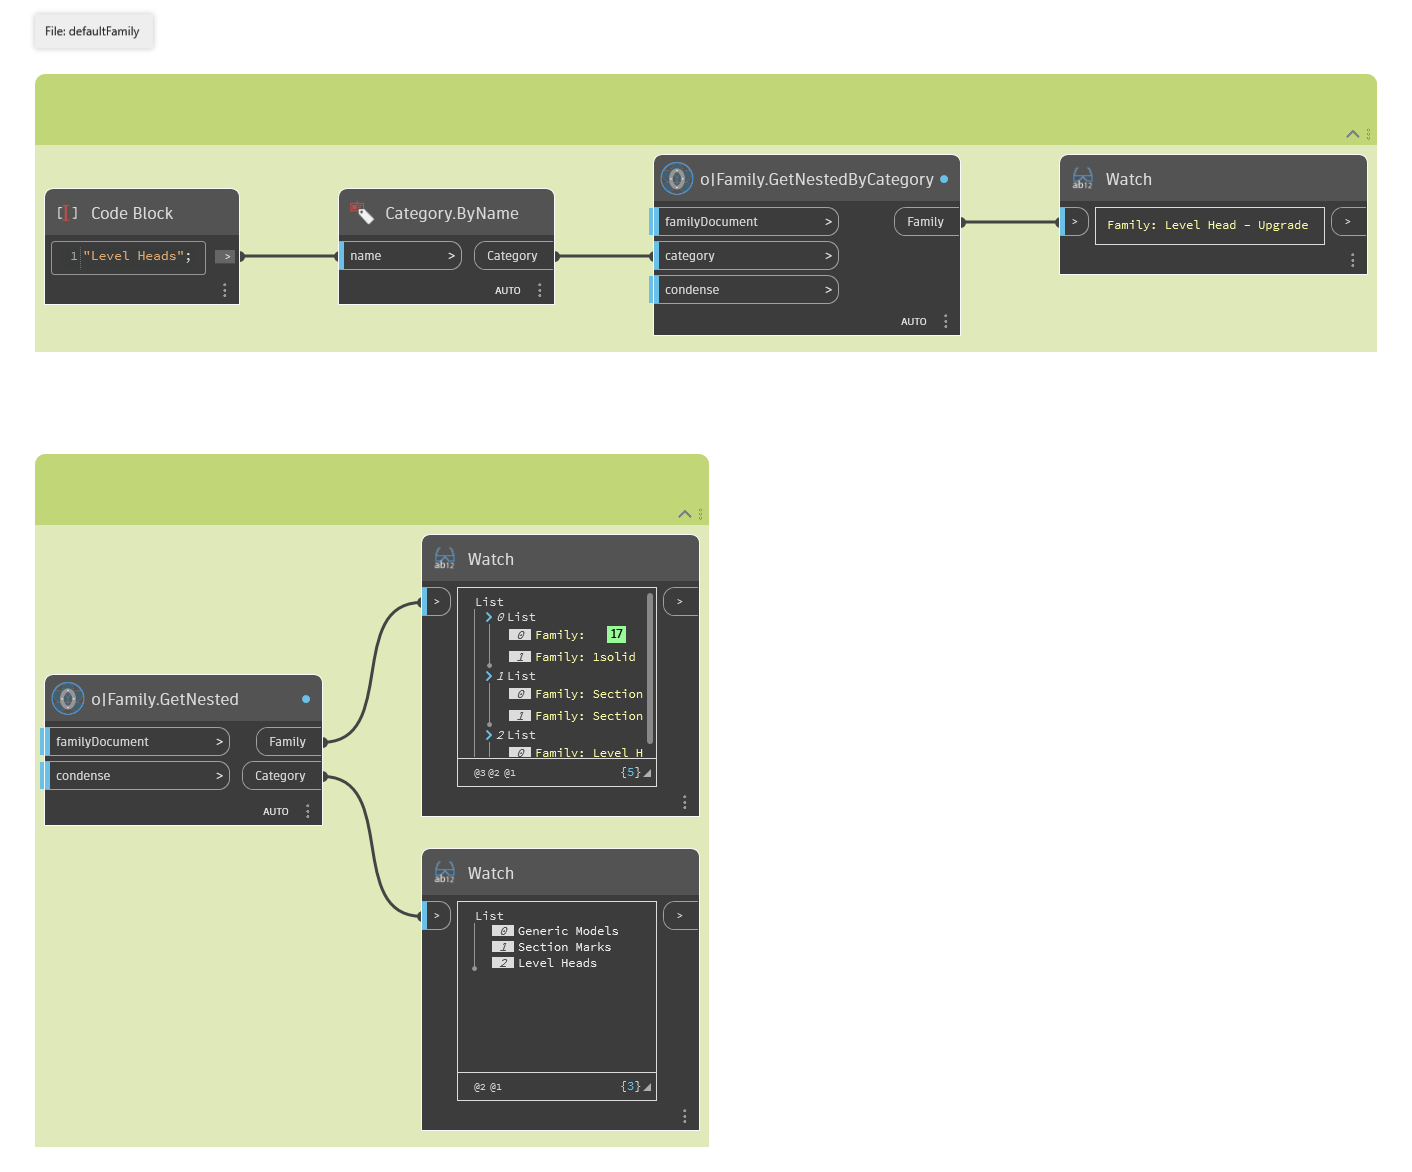 File: defaultFamily
Code Block
1 "Level Heads";
>
Category.ByName
name >
Category
AUTO
o|Family.GetNestedByCategory
familyDocument >
Family
category >
condense >
AUTO
ab12 Watch
>
Family: Level Head - Upgrade
>
ab12 Watch
>
List
0 List
0 Family:
17
1 Family: 1solid
1 List
0 Family: Section
1 Family: Section
2 List
0 Family: Level H
@3 @2 @1
{5}
>
o|Family.GetNested
familyDocument >
Family
condense >
Category
AUTO
ab12 Watch
>
List
0 Generic Models
1 Section Marks
2 Level Heads
@2 @1
{3}
>